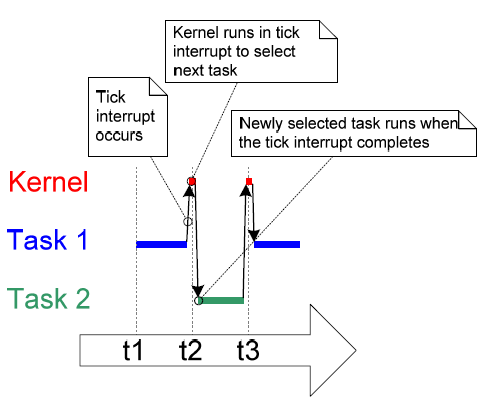 Kernel runs in tick
interrupt to select
next task
Tick
interrupt
occurs
Newly selected task runs when
the tick interrupt completes
Kernel
Task 1
Task 2
t1 t2 t3